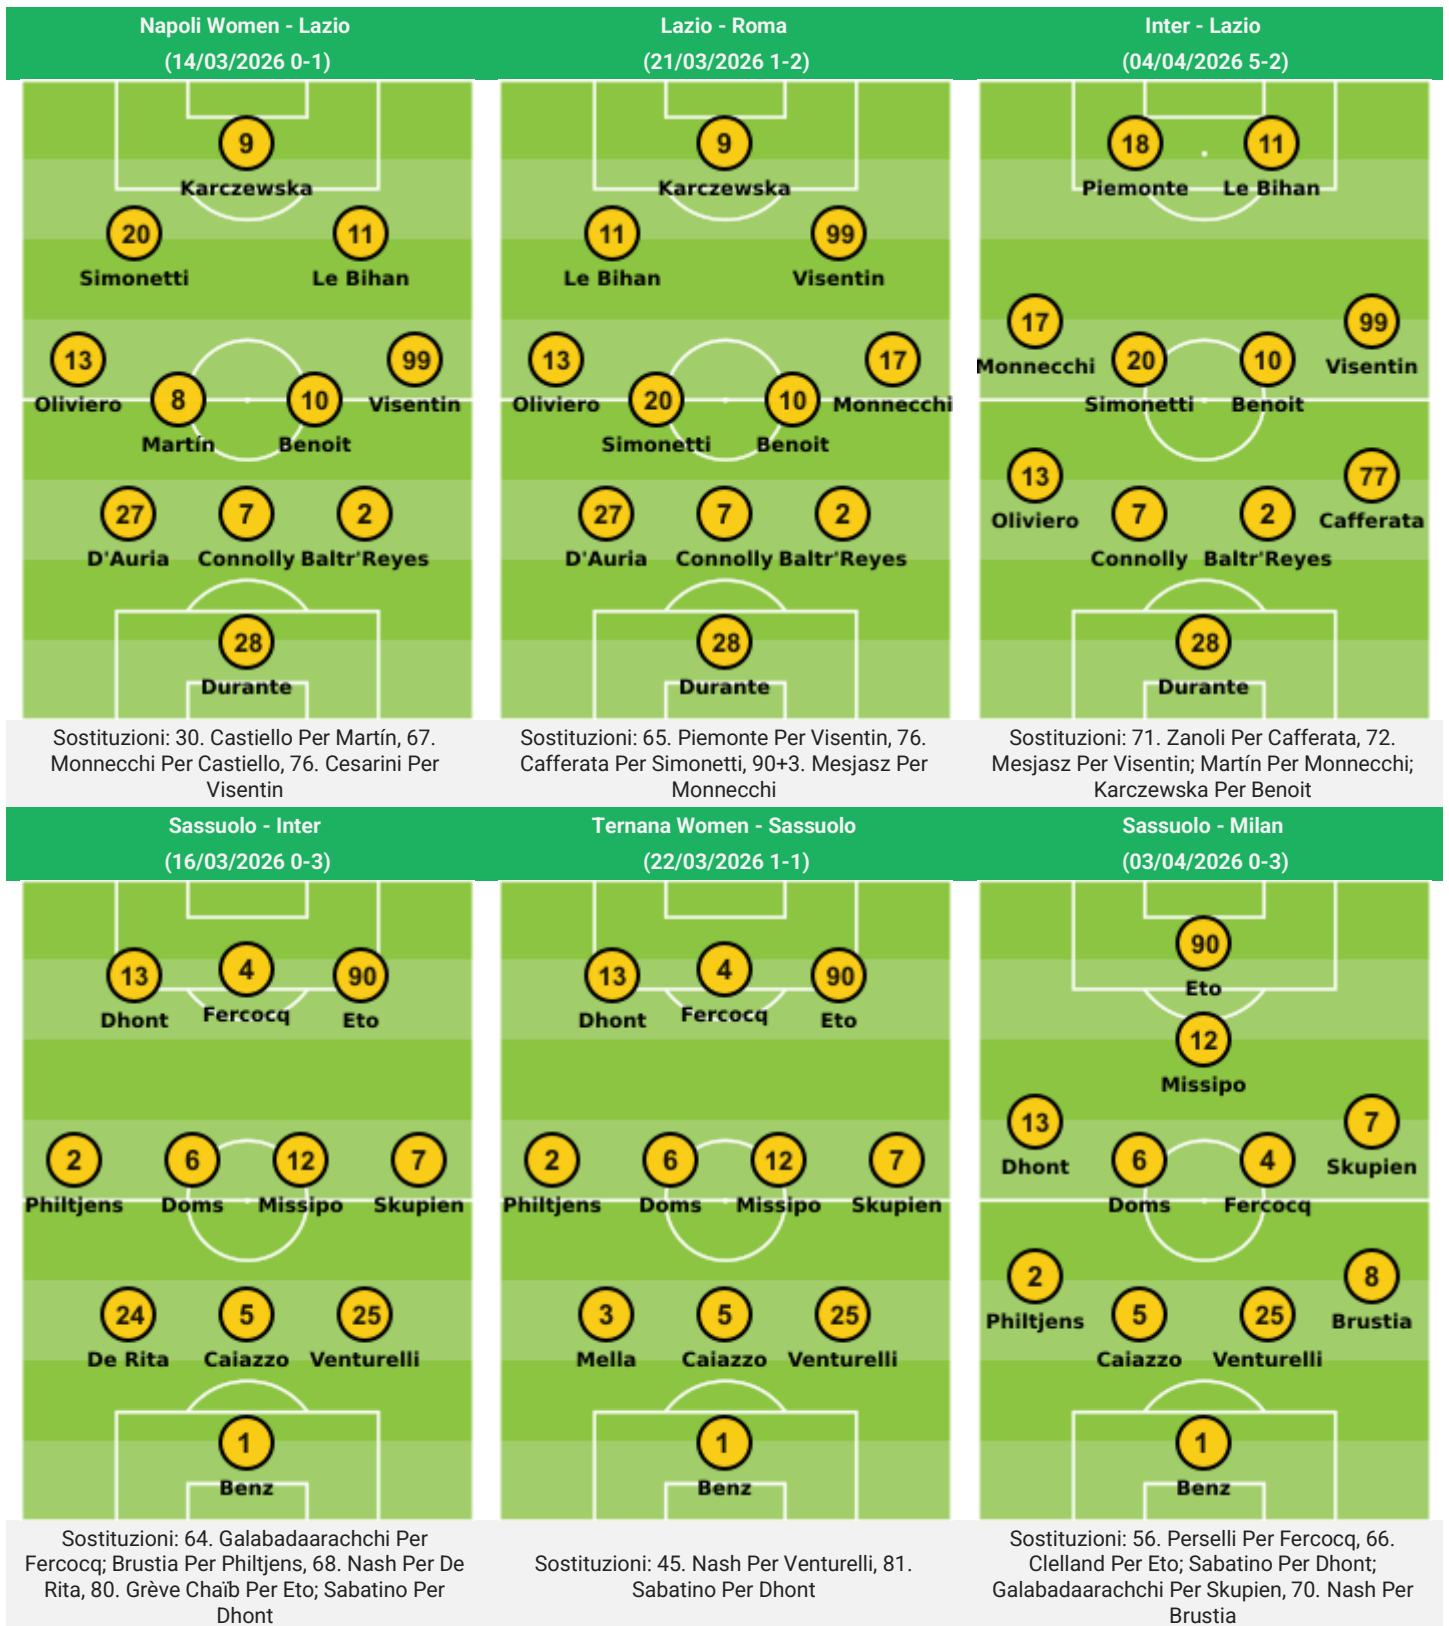 Napoli Women - Lazio
(14/03/2026 0-1)
9
Karczewska
20
11
Simonetti
Le Bihan
13
99
8
10
Oliviero
Visentin
Martín
Benoit
27
7
2
D'Auria
Connolly
Baltr'Reyes
28
Durante
Sostituzioni: 30. Castiello Per Martín, 67.
Monnecchi Per Castiello, 76. Cesarini Per
Visentin
Lazio - Roma
(21/03/2026 1-2)
9
Karczewska
11
99
Le Bihan
Visentin
13
17
20
10
Oliviero
Monnecchi
Simonetti
Benoit
27
7
2
D'Auria
Connolly
Baltr'Reyes
28
Durante
Sostituzioni: 65. Piemonte Per Visentin, 76.
Cafferata Per Simonetti, 90+3. Mesjasz Per
Monnecchi
Inter - Lazio
(04/04/2026 5-2)
18
11
Piemonte
Le Bihan
17
99
20
10
Monnecchi
Visentin
Simonetti
Benoit
13
77
7
2
Oliviero
Cafferata
Connolly
Baltr'Reyes
28
Durante
Sostituzioni: 71. Zanoli Per Cafferata, 72.
Mesjasz Per Visentin; Martín Per Monnecchi;
Karczewska Per Benoit
Sassuolo - Inter
(16/03/2026 0-3)
13
4
90
Dhont
Fercocq
Eto
2
6
12
7
Philtjens
Doms
Missipo
Skupien
24
5
25
De Rita
Caiazzo
Venturelli
1
Benz
Sostituzioni: 64. Galabadaarachchi Per
Fercocq; Brustia Per Philtjens, 68. Nash Per De
Rita, 80. Grève Chaïb Per Eto; Sabatino Per
Dhont
Ternana Women - Sassuolo
(22/03/2026 1-1)
13
4
90
Dhont
Fercocq
Eto
2
6
12
7
Philtjens
Doms
Missipo
Skupien
3
5
25
Mella
Caiazzo
Venturelli
1
Benz
Sostituzioni: 45. Nash Per Venturelli, 81.
Sabatino Per Dhont
Sassuolo - Milan
(03/04/2026 0-3)
90
Eto
12
Missipo
13
7
6
4
Dhont
Skupien
Doms
Fercocq
2
8
5
25
Philtjens
Brustia
Caiazzo
Venturelli
1
Benz
Sostituzioni: 56. Perselli Per Fercocq, 66.
Clelland Per Eto; Sabatino Per Dhont;
Galabadaarachchi Per Skupien, 70. Nash Per
Brustia